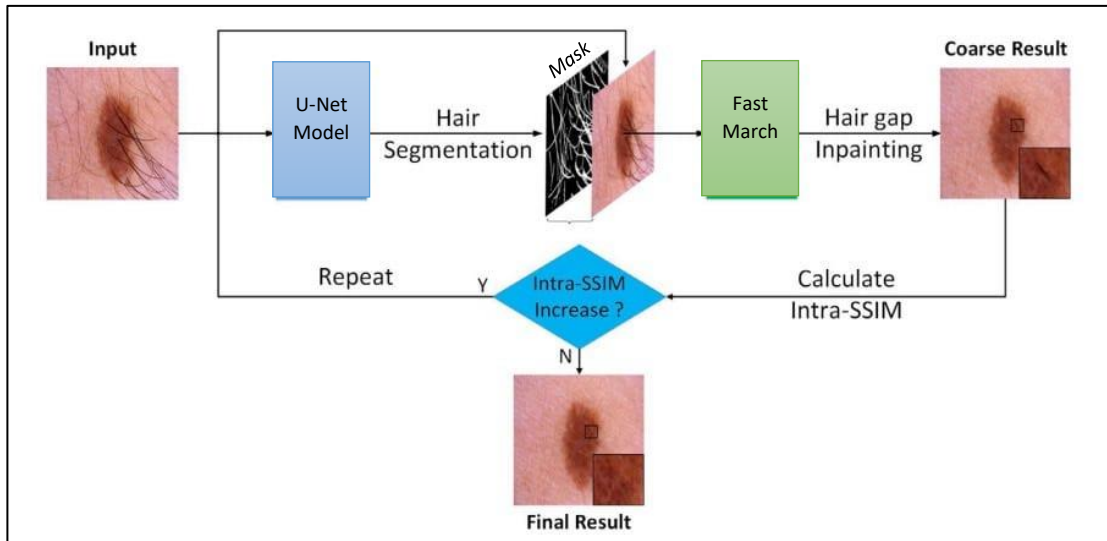 Input
U-Net
Model
Hair
Segmentation
Mask
Fast
March
Hair gap
Inpainting
Coarse Result
Repeat
Y
Intra-SSIM
Increase ?
Calculate
Intra-SSIM
N
Final Result